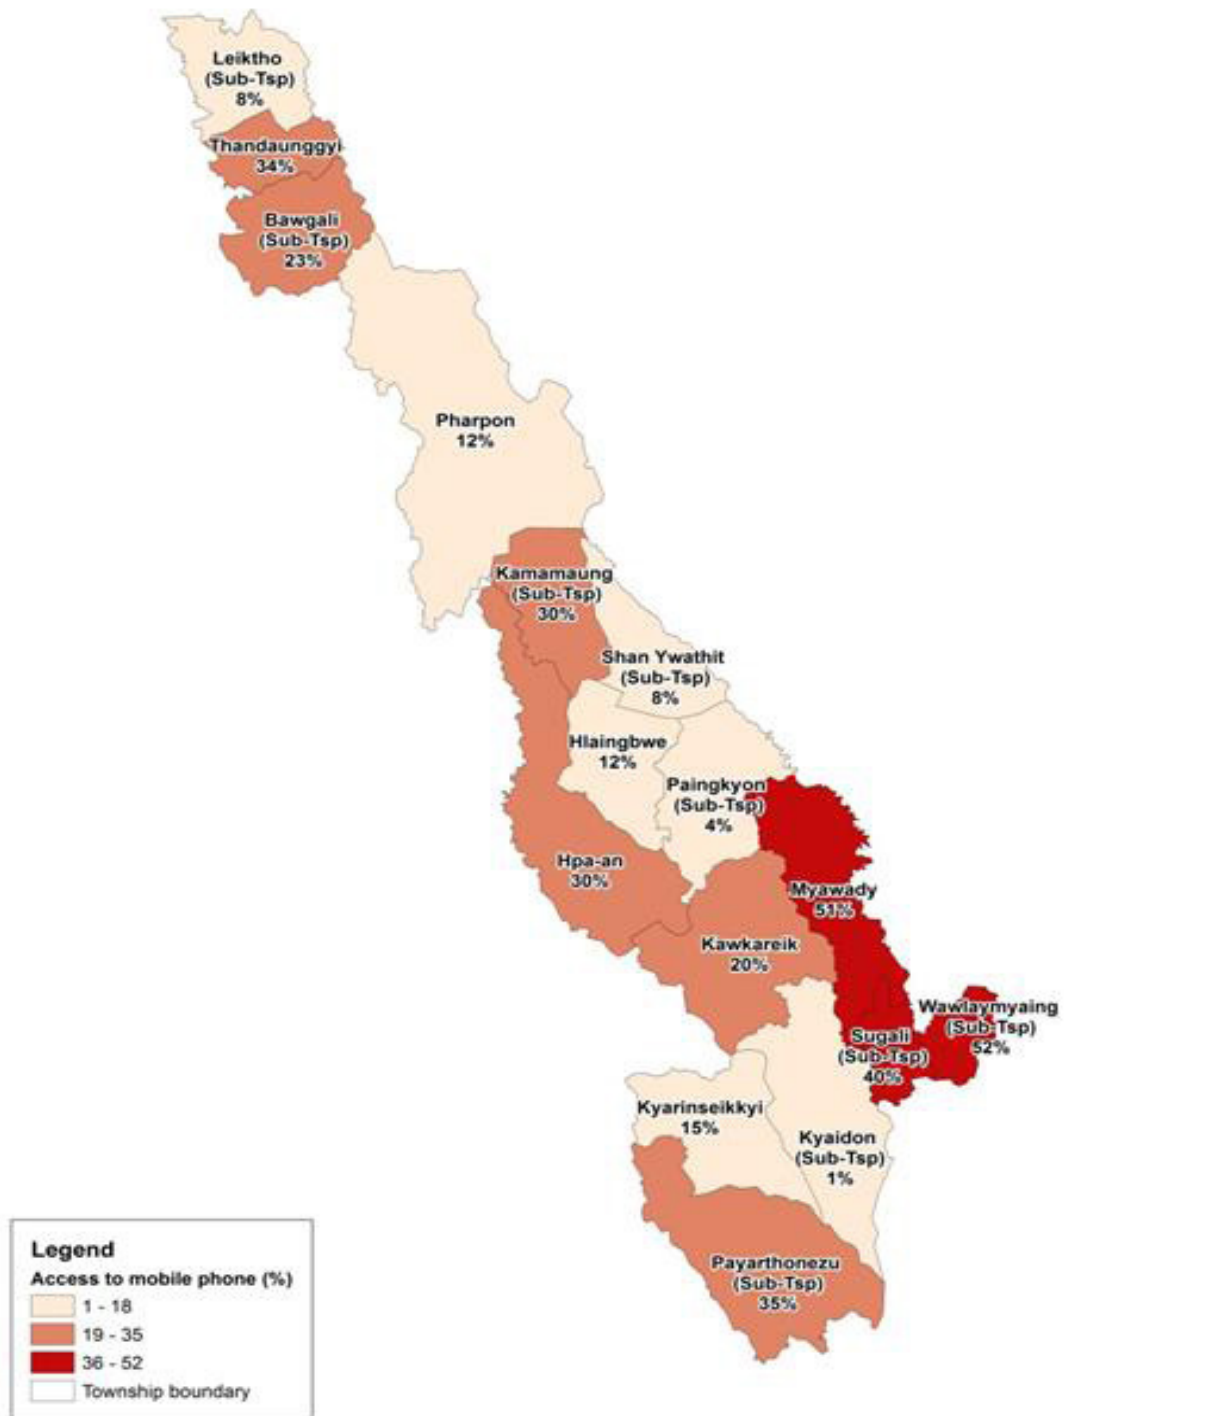 Leiktho
(Sub-Tsp)
8%
Thandaunggyi
34%
Bawgali
(Sub-Tsp)
23%
Pharpon
12%
Kamamaung
(Sub-Tsp)
30%
Shan Ywathit
(Sub-Tsp)
8%
Hlaingbwe
12%
Paingkyon
(Sub-Tsp)
4%
Hpa-an
30%
Myawady
51%
Kawkareik
20%
Wawlaymyaing
(Sub-Tsp)
52%
Sugali
(Sub-Tsp)
40%
Kyarinseikkyi
15%
Kyaidon
(Sub-Tsp)
1%
Payarthonezu
(Sub-Tsp)
35%
Legend
Access to mobile phone (%)
1 - 18
19 - 35
36 - 52
Township boundary